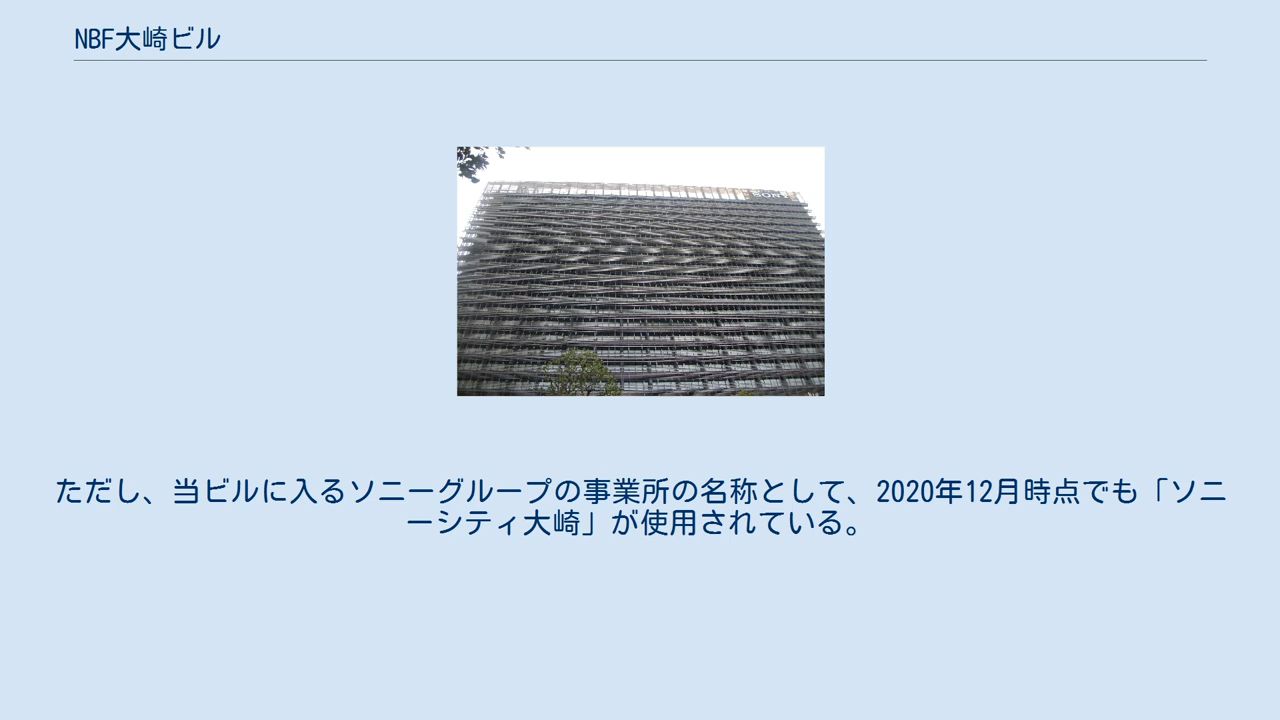 NBF大崎ビル
ただし、当ビルに入るソニーグループの事業所の名称として、2020年12月時点でも「ソニ
ーシティ大崎」が使用されている。